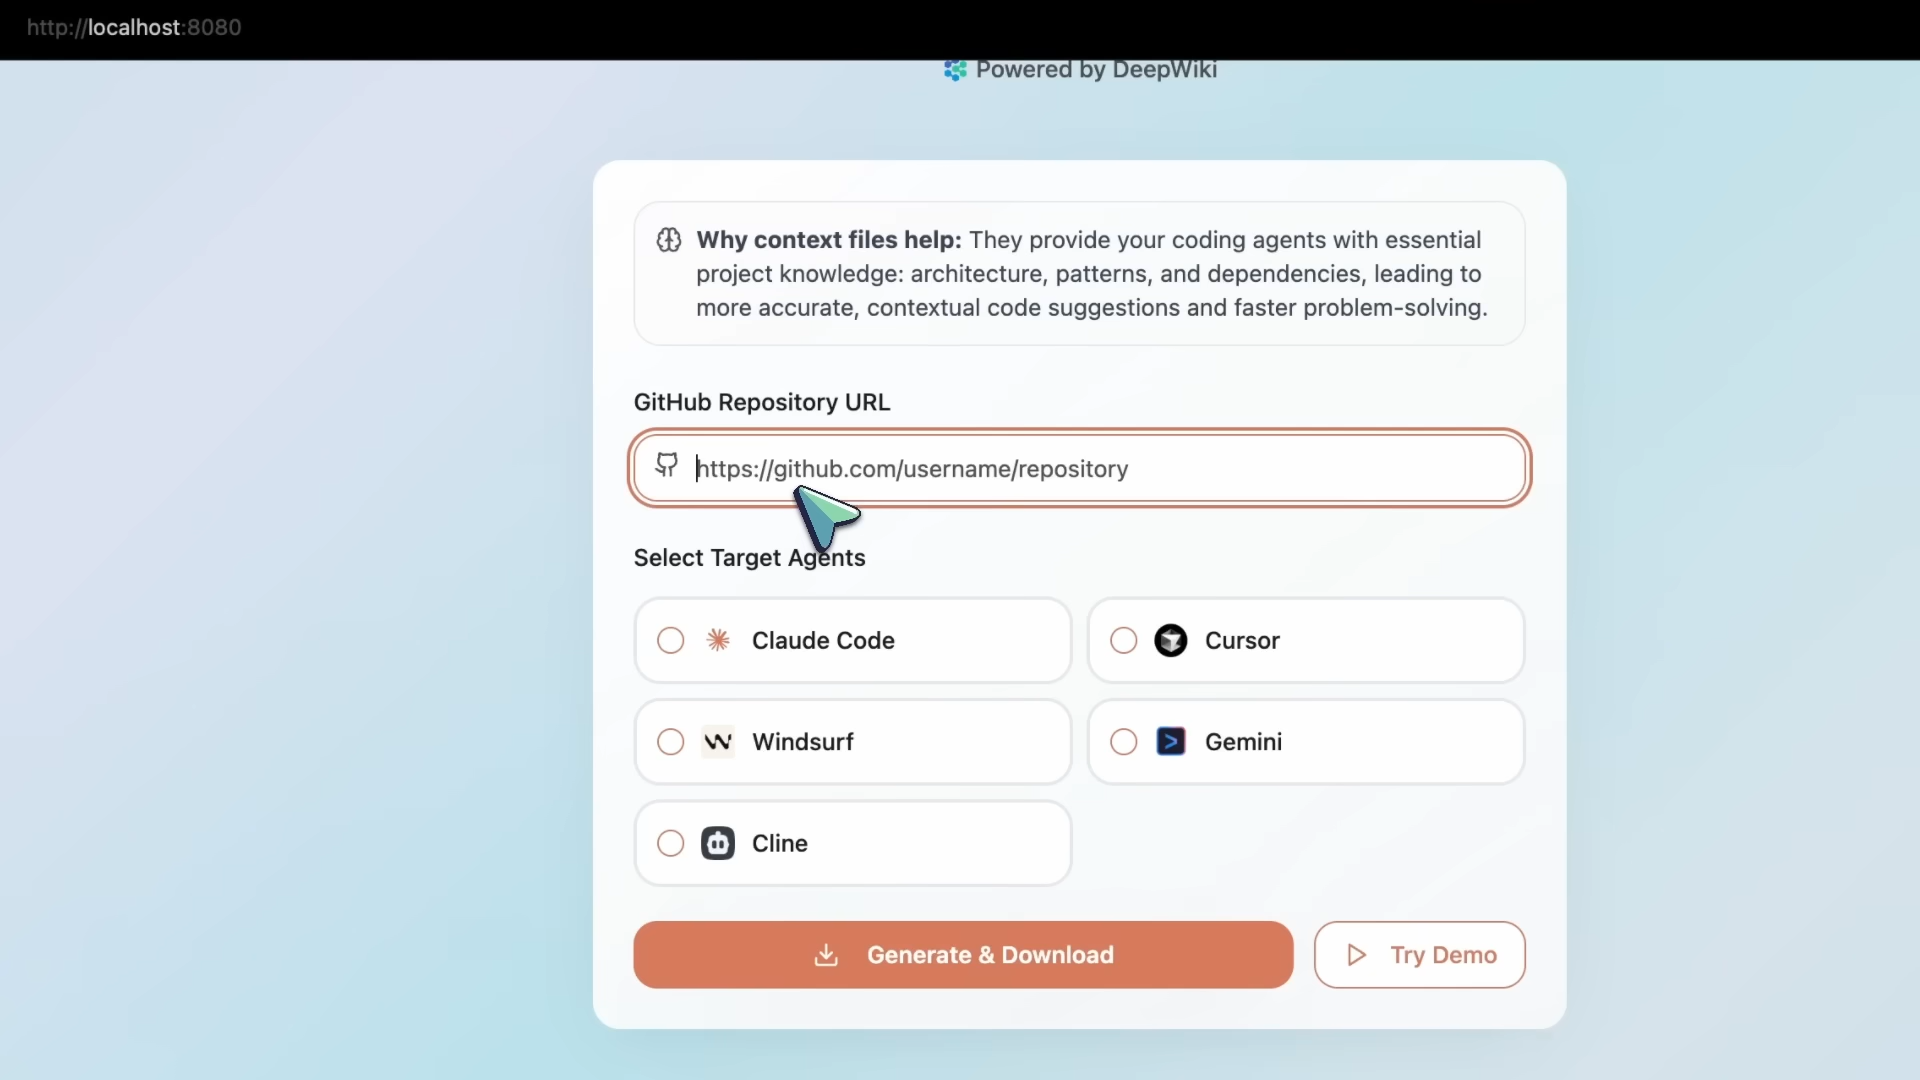 http://localhost:8080
Powered by DeepWiki
Why context files help: They provide your coding agents with essential
project knowledge: architecture, patterns, and dependencies, leading to
more accurate, contextual code suggestions and faster problem-solving.
GitHub Repository URL
https://github.com/username/repository
Select Target Agents
Claude Code
Cursor
Windsurf
Gemini
Cline
Generate & Download
Try Demo